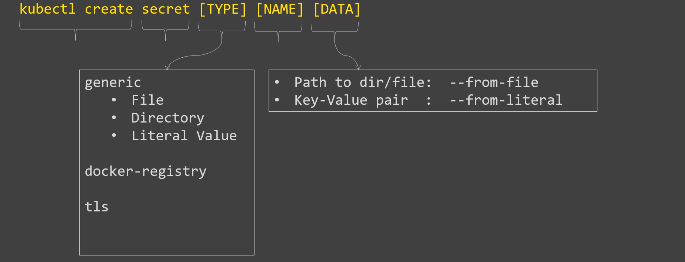 kubectl create secret [TYPE] [NAME] [DATA]
generic
• File
• Directory
• Literal Value
docker-registry
tls
• Path to dir/file: --from-file
• Key-Value pair : --from-literal